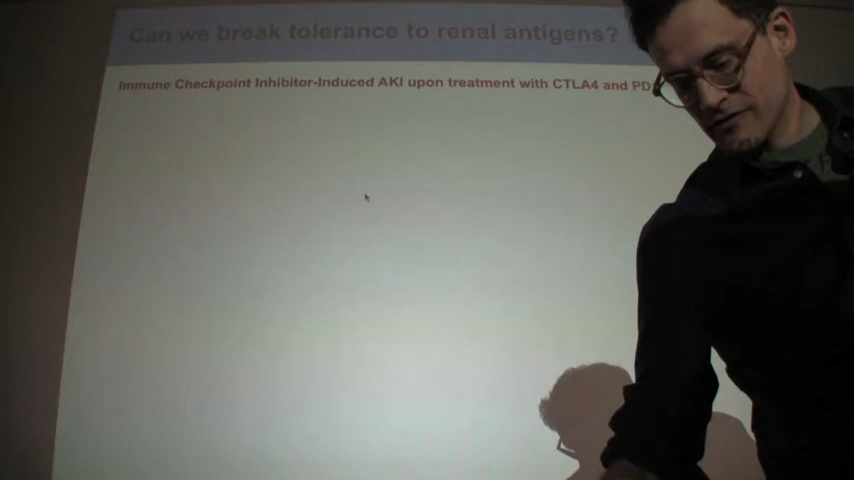 Can we break tolerance to renal antigens?
Immune Checkpoint Inhibitor-Induced AKI upon treatment with CTLA4 and PD